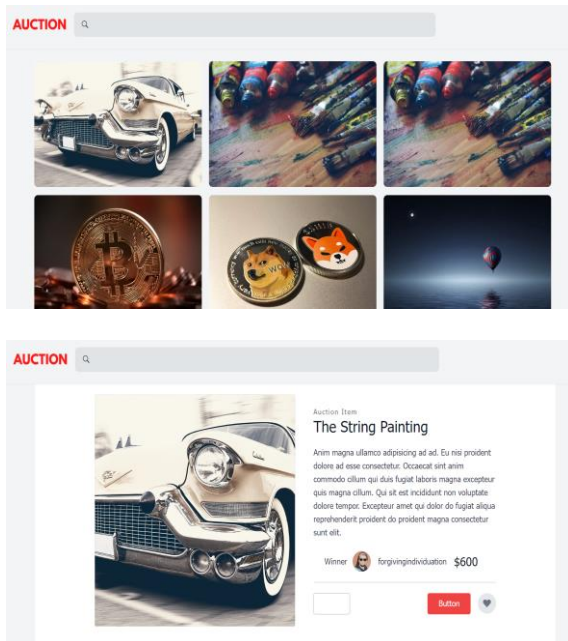 AUCTION
WOW
AUCTION
Auction Item
The String Painting
Anim magna ullamco adipisicing ad ad. Eu nisi proident
dolore ad esse consectetur. Occaecat sint anim
commodo cillum qui duis fugiat laboris magna excepteur
quis magna cillum. Qui sit est incididunt non voluptate
dolore tempor. Excepteur amet qui dolor do fugiat aliqua
reprehenderit proident do proident magna consectetur
sunt elit.
Winner forgivingindividuation $600
Button